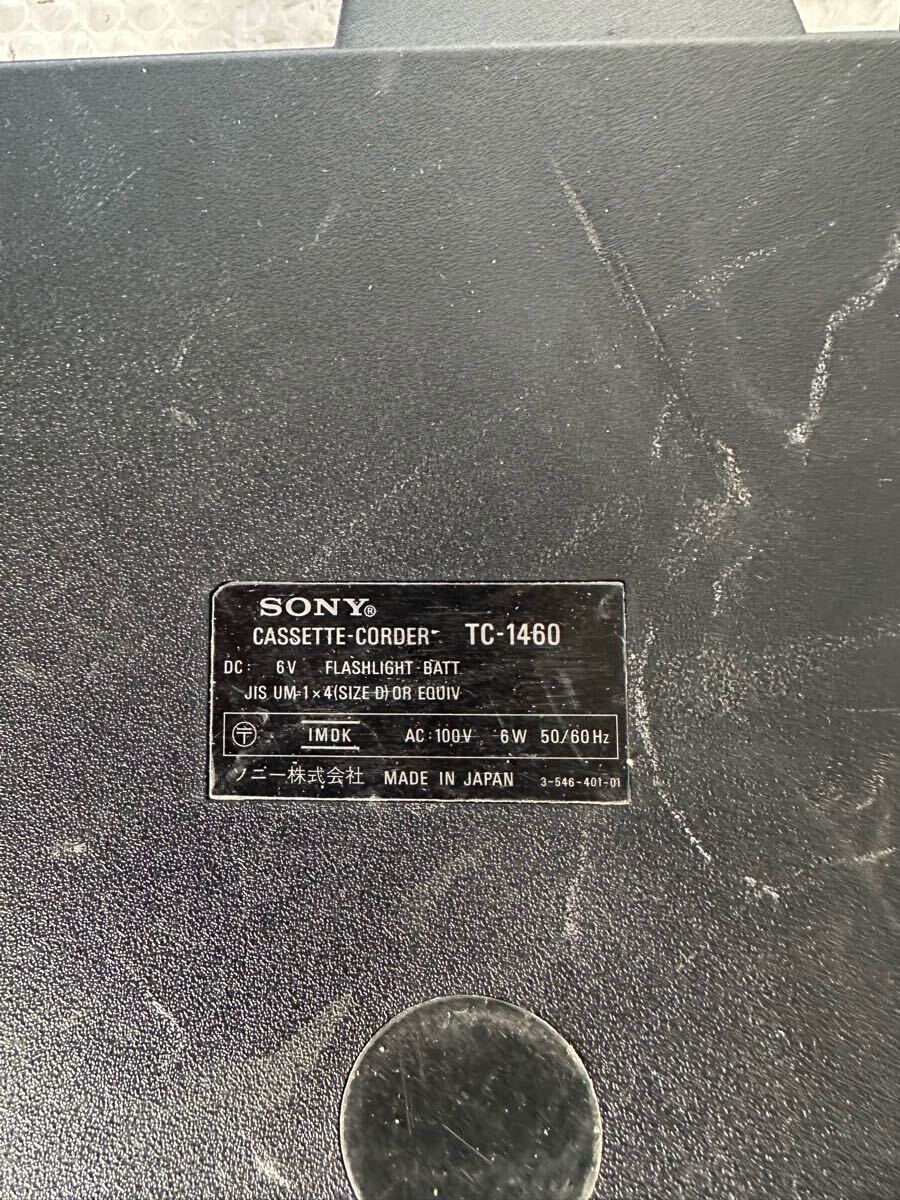 SONY®
CASSETTE-CORDER TC-1460
DC: 6V FLASHLIGHT BATT
JIS UM-1×4(SIZE D) OR EQUIV
〒 IMDK AC:100V 6W 50/60Hz
ソニー株式会社 MADE IN JAPAN 3-546-401-01